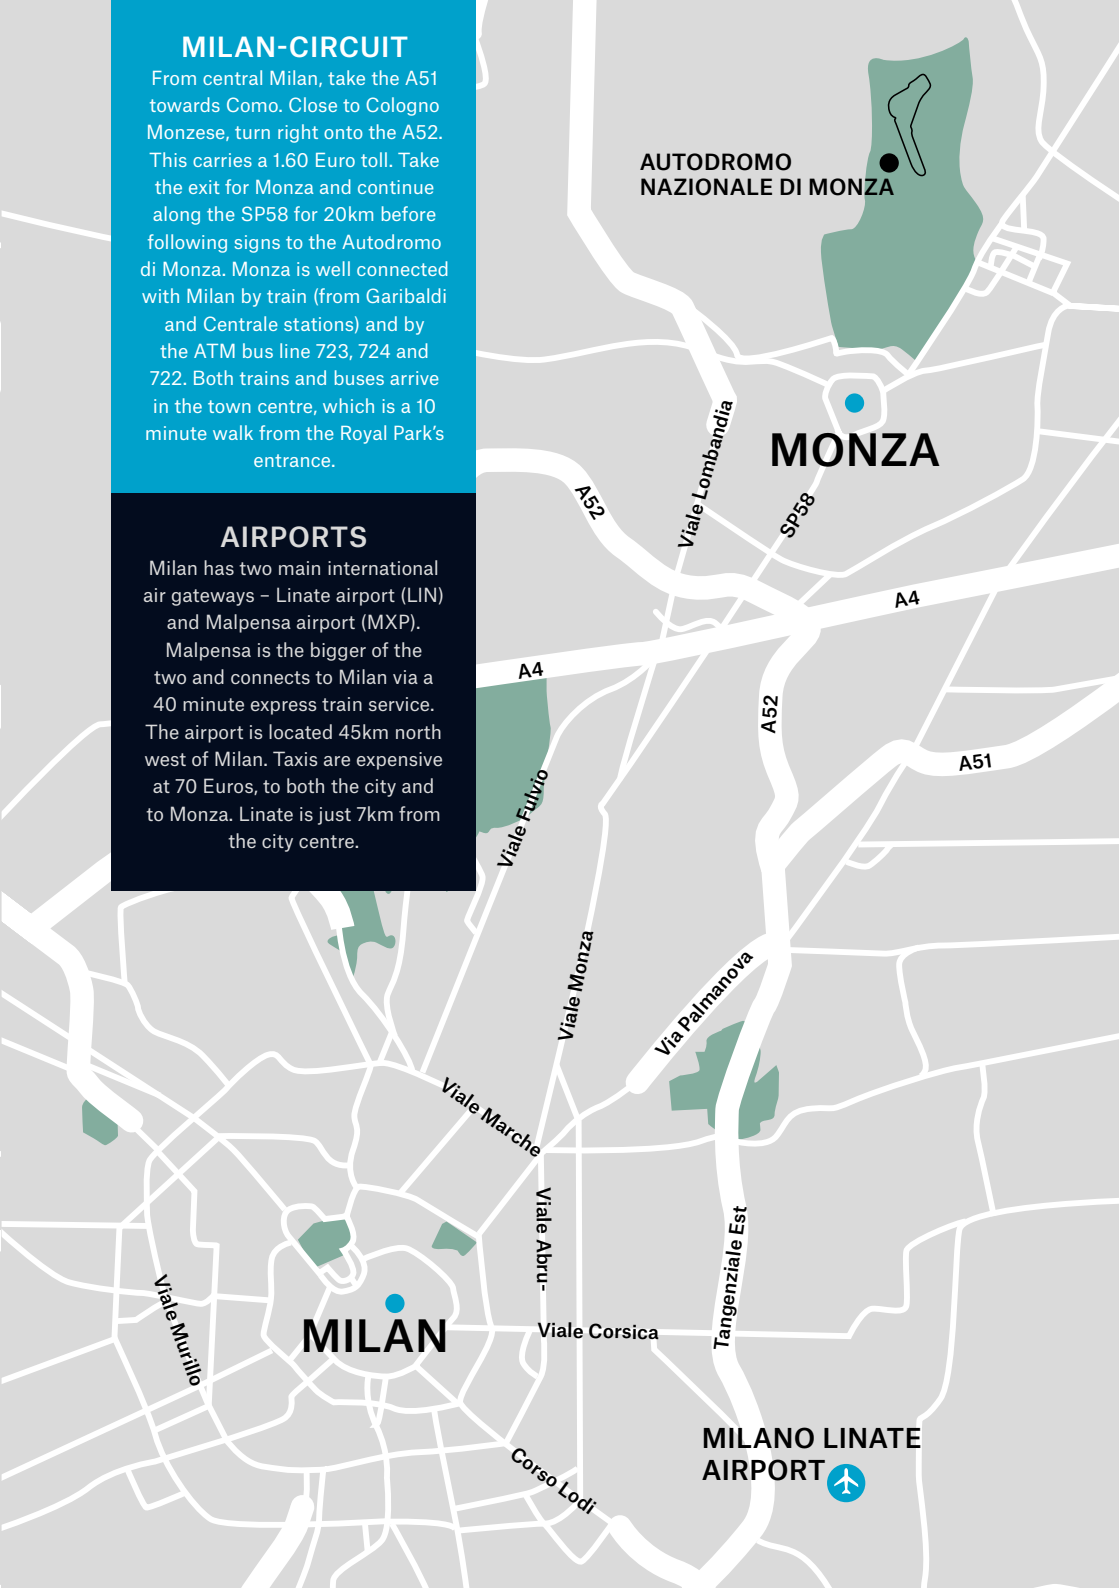 MILAN-CIRCUIT
From central Milan, take the A51
towards Como. Close to Cologno
Monzese, turn right onto the A52.
This carries a 1.60 Euro toll. Take
the exit for Monza and continue
along the SP58 for 20km before
following signs to the Autodromo
di Monza. Monza is well connected
with Milan by train (from Garibaldi
and Centrale stations) and by
the ATM bus line 723, 724 and
722. Both trains and buses arrive
in the town centre, which is a 10
minute walk from the Royal Park’s
entrance.
AIRPORTS
Milan has two main international
air gateways – Linate airport (LIN)
and Malpensa airport (MXP).
Malpensa is the bigger of the
two and connects to Milan via a
40 minute express train service.
The airport is located 45km north
west of Milan. Taxis are expensive
at 70 Euros, to both the city and
to Monza. Linate is just 7km from
the city centre.
AUTODROMO
NAZIONALE DI MONZA
MONZA
Viale Lombandia
SP58
A52
A4
A4
A52
A51
Viale Fulvio
Viale Monza
Via Palmanova
Viale Marche
Viale Abru-
Tangenziale Est
Viale Murillo
MILAN
Viale Corsica
MILANO LINATE
AIRPORT
Corso Lodi